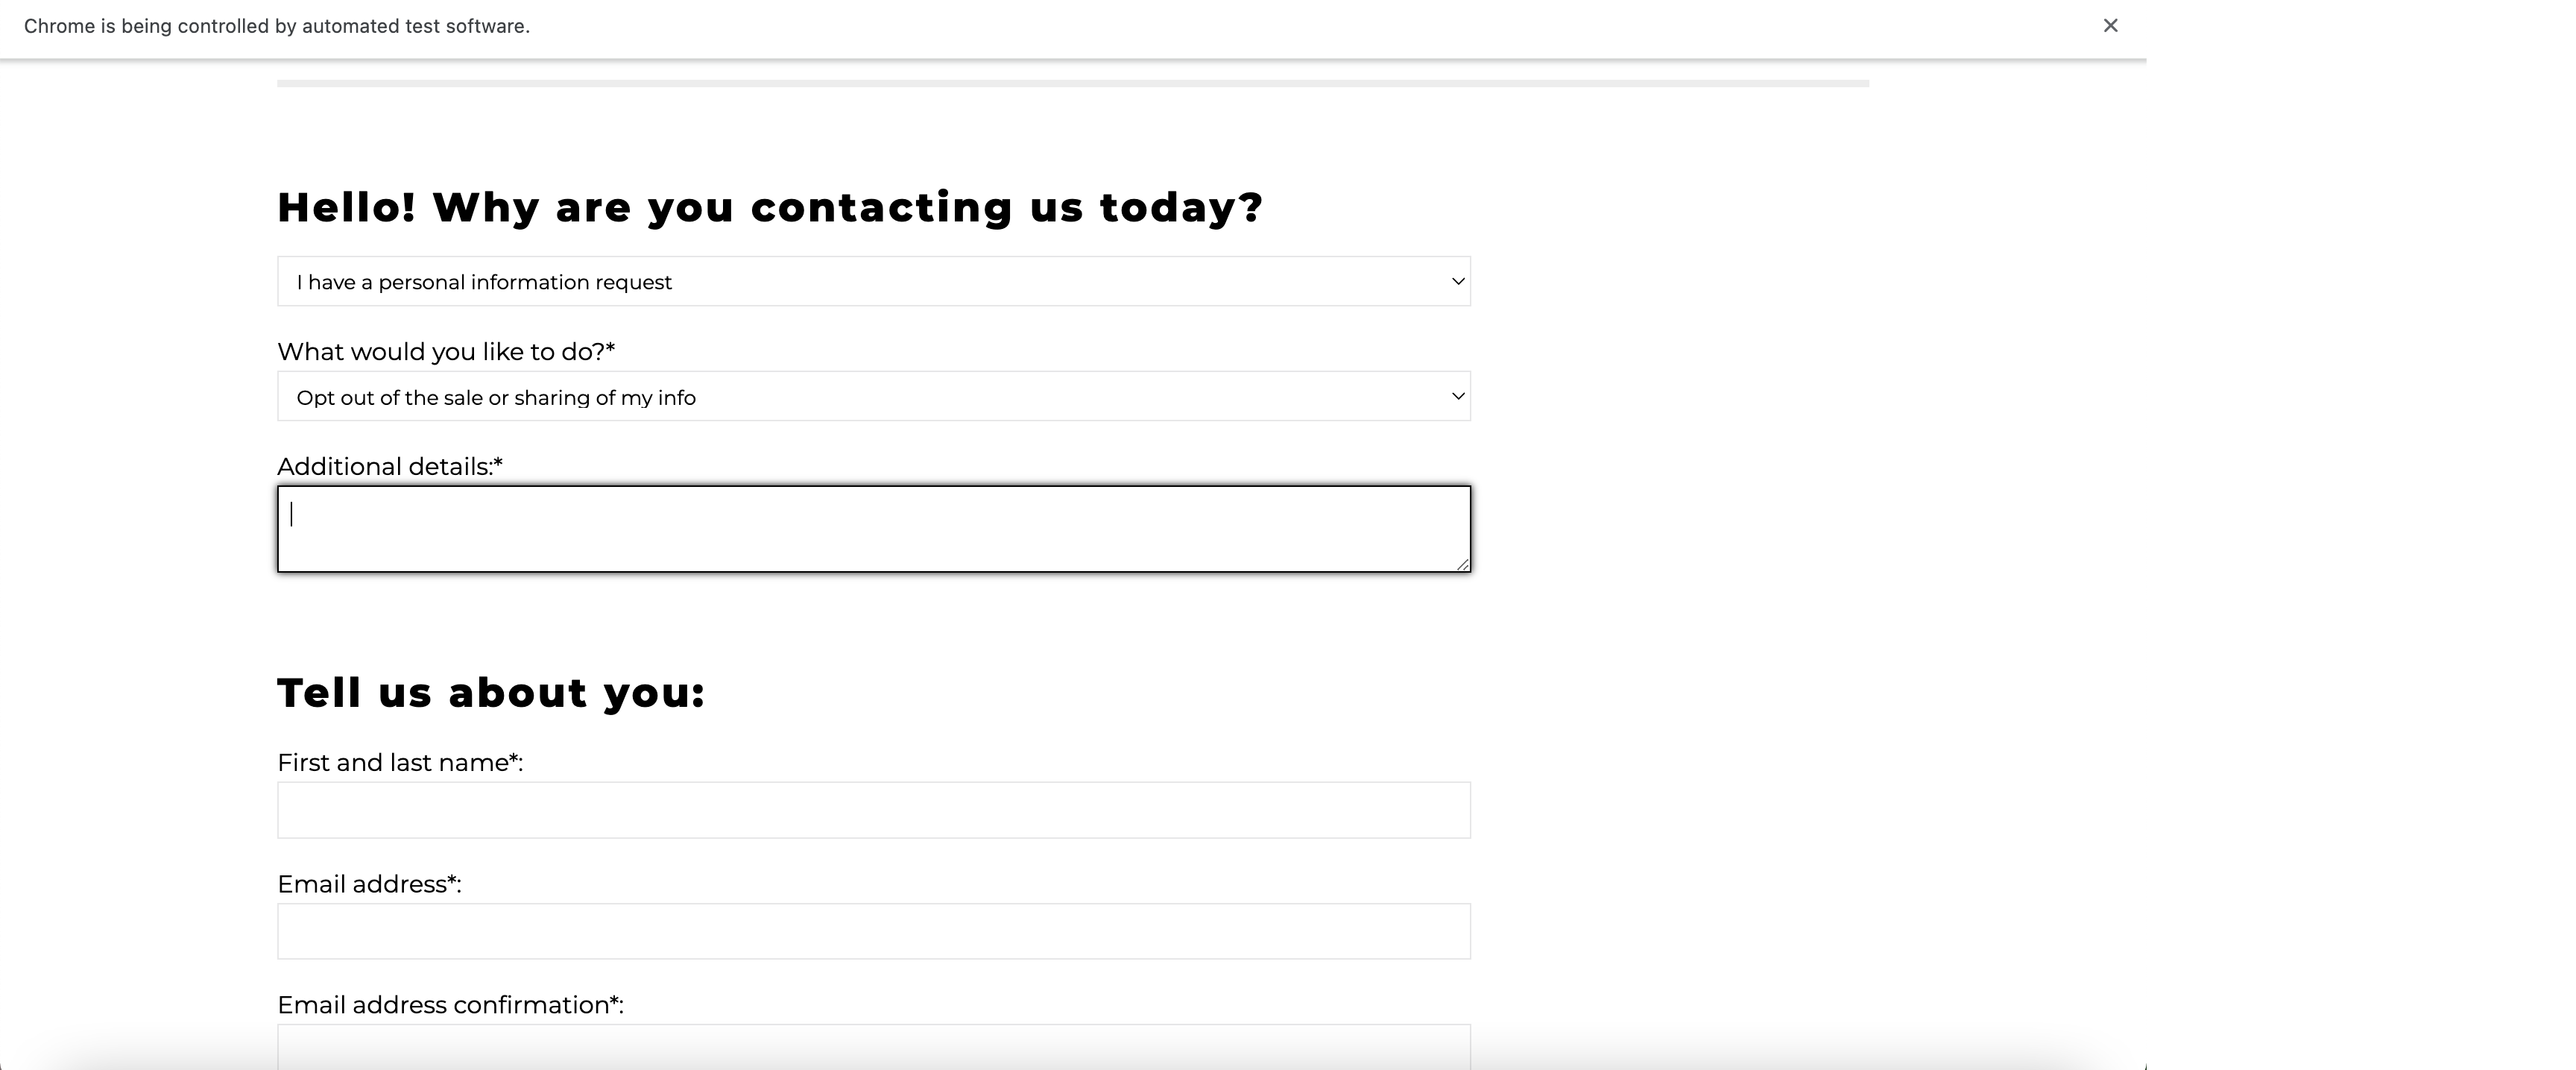 Chrome is being controlled by automated test software.
Hello! Why are you contacting us today?
I have a personal information request
What would you like to do?*
Opt out of the sale or sharing of my info
Additional details:*
Tell us about you:
First and last name*:
Email address*:
Email address confirmation*: